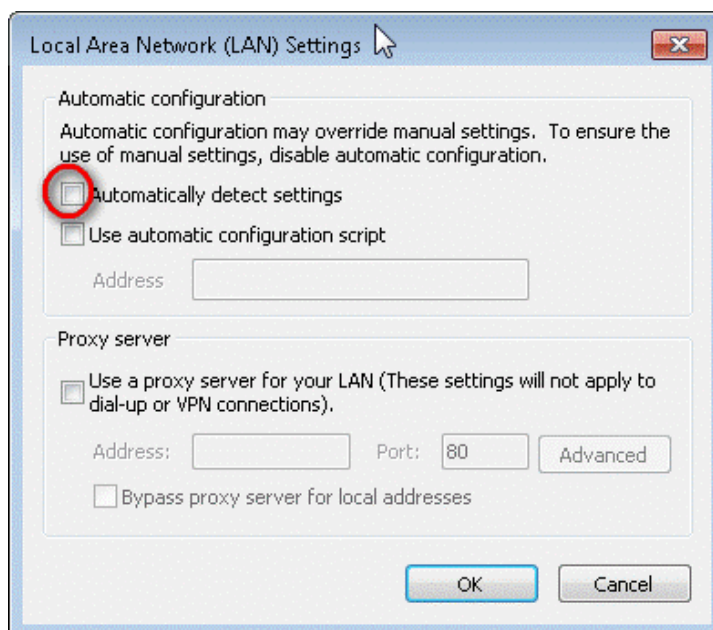 Local Area Network (LAN) Settings
Automatic configuration
Automatic configuration may override manual settings. To ensure the
use of manual settings, disable automatic configuration.
Automatically detect settings
Use automatic configuration script
Address
Proxy server
Use a proxy server for your LAN (These settings will not apply to
dial-up or VPN connections).
Address: Port: 80 Advanced
Bypass proxy server for local addresses
OK Cancel